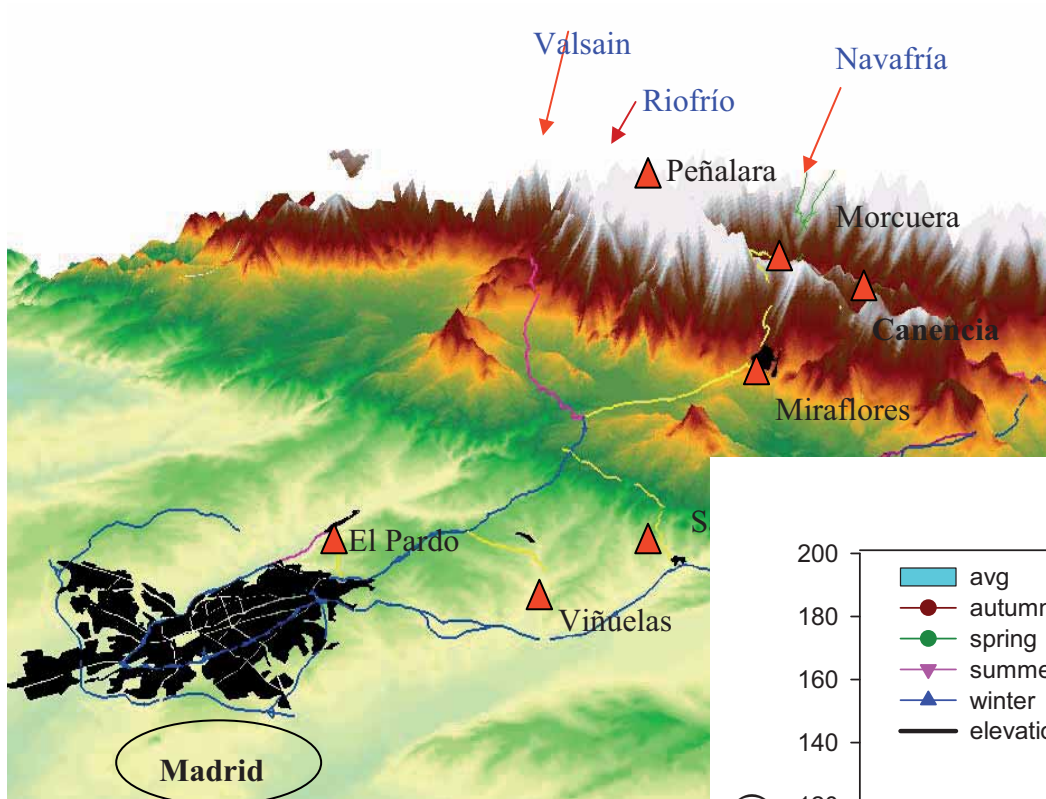 Valsain
Navafría
Riofrío
Peñalara
Morcuera
Canencia
Miraflores
El Pardo
Viñuelas
Madrid
200
180
160
140
avg
spring
winter